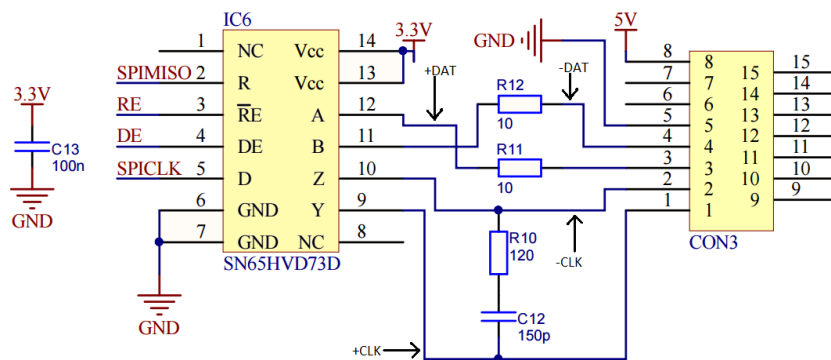 IC6
3.3V
5V
1 NC Vcc 14
GND
8 8
15 15
SPIMISO 2 R Vcc 13
+DAT
-DAT
7 7
14 14
3.3V
RE 3 RE A 12
R12
6 6
13 13
10
5 5
12 12
C13
100n
DE 4 DE B 11
R11
4 4
11 11
SPICLK 5 D Z 10
10
3 3
10 10
GND
6 GND Y 9
2 2
9 9
1 1
7 GND NC 8
R10
120
-CLK
CON3
SN65HVD73D
GND
C12
150p
+CLK